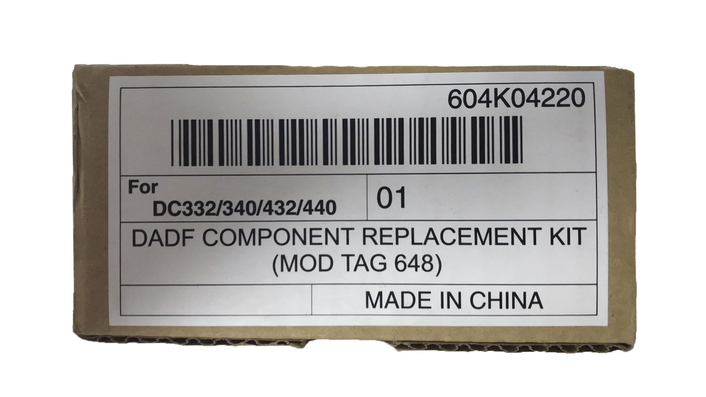 604K04220
For
DC332/340/432/440
01
DADF COMPONENT REPLACEMENT KIT
(MOD TAG 648)
MADE IN CHINA